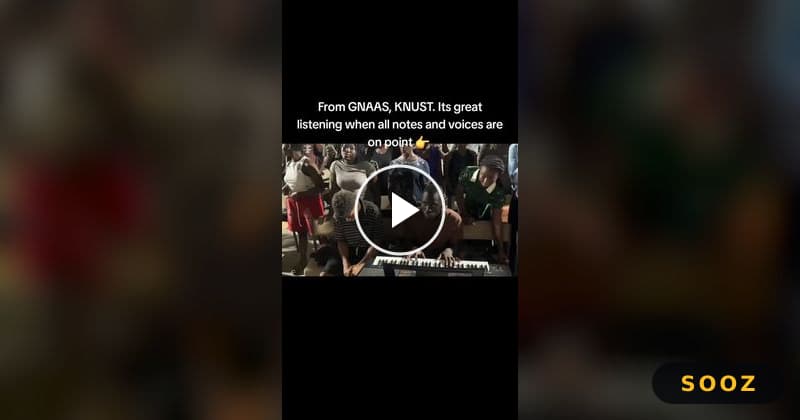 From GNAAS, KNUST. Its great
listening when all notes and voices are
on point 👉
SOOZ